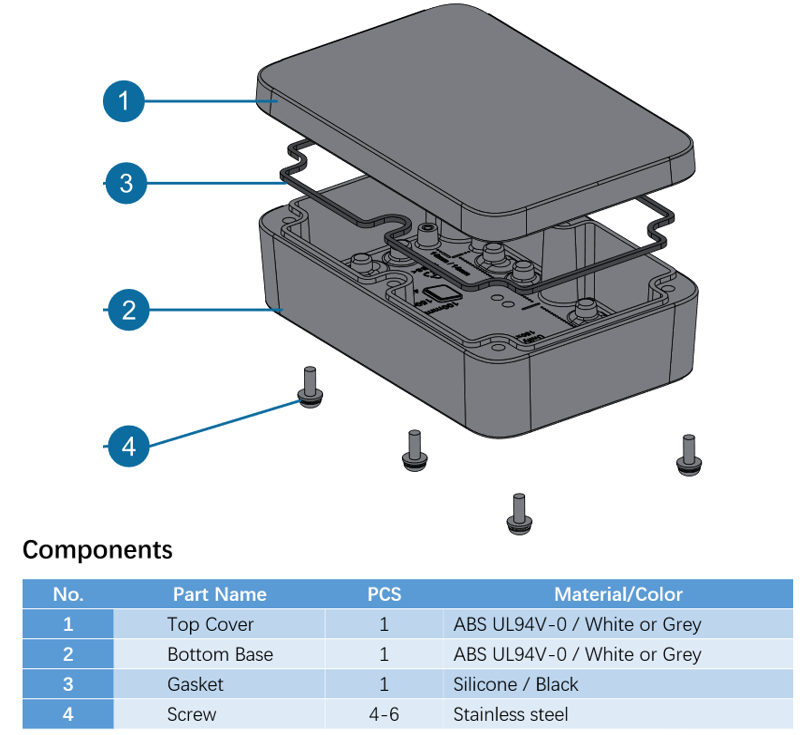 1
3
2
4
Components
No. Part Name PCS Material/Color
1 Top Cover 1 ABS UL94V-0 / White or Grey
2 Bottom Base 1 ABS UL94V-0 / White or Grey
3 Gasket 1 Silicone / Black
4 Screw 4-6 Stainless steel